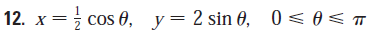 12. x = 1/2 cos θ, y = 2 sin θ, 0 ≤ θ ≤ π